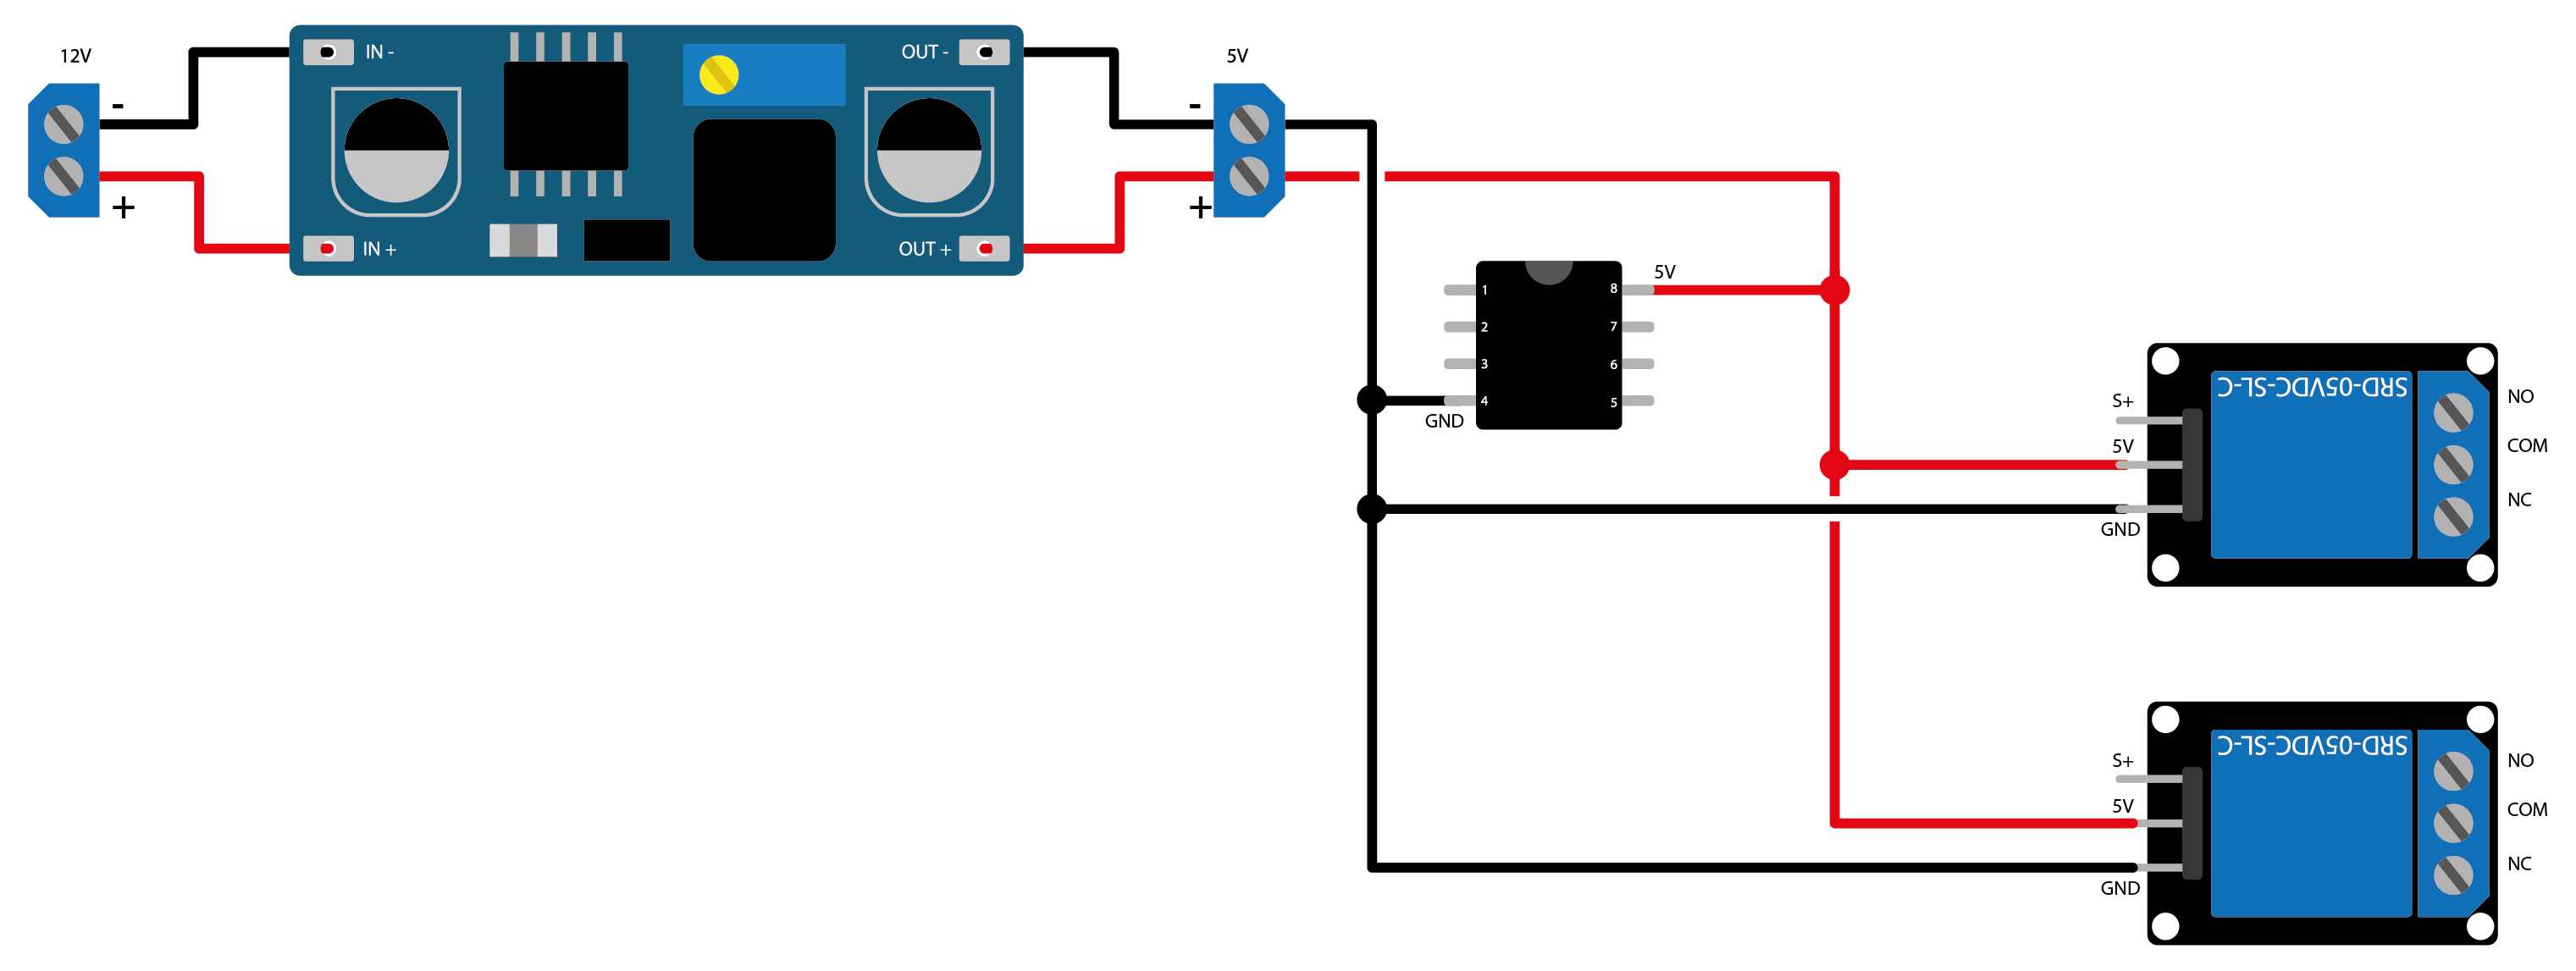 12V
-
+
IN -
IN +
OUT -
OUT +
5V
-
+
1
2
3
4
8
7
6
5
5V
GND
S+
5V
GND
SRD-05VDC-SL-C
NO
COM
NC
S+
5V
GND
SRD-05VDC-SL-C
NO
COM
NC